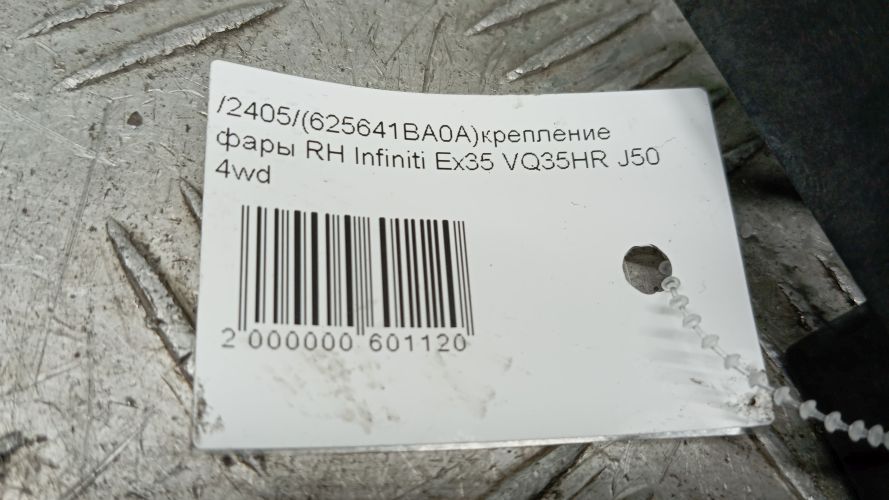 /2405/(625641BA0A)крепление
фары RH Infiniti Ex35 VQ35HR J50
4wd
2 000000 601120